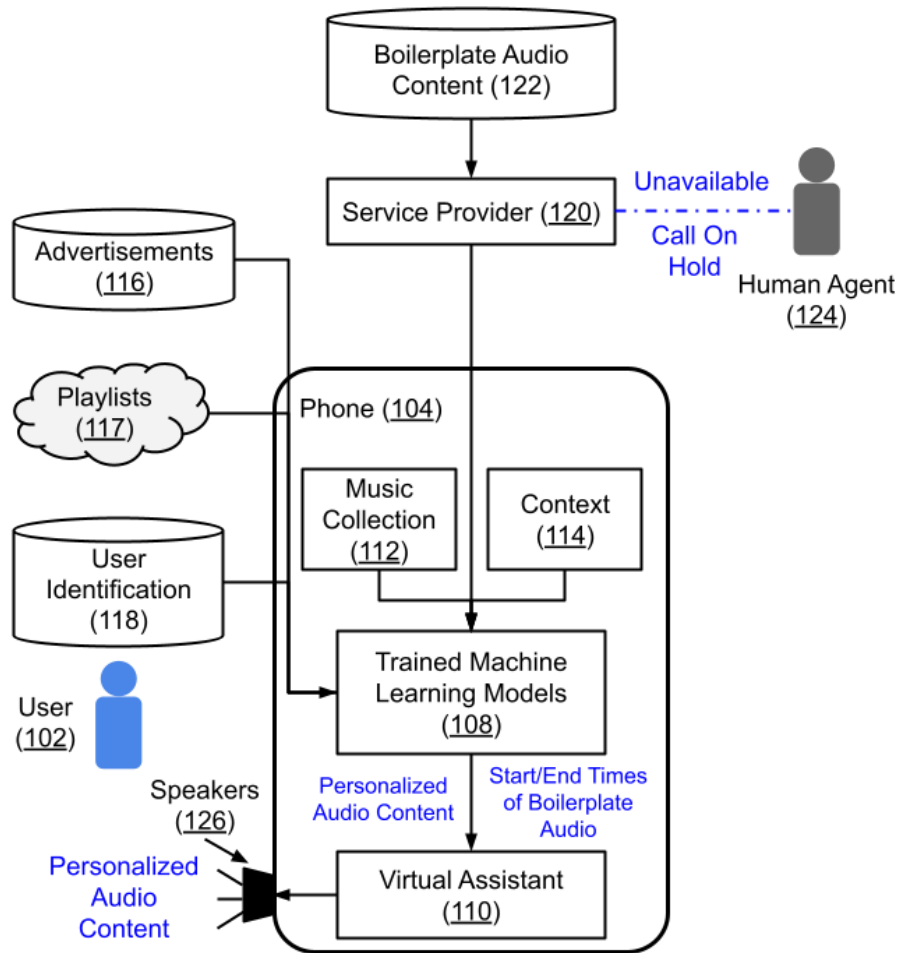 Boilerplate Audio
Content (122)
Service Provider (120)
Unavailable
Call On
Hold
Human Agent
(124)
Advertisements
(116)
Playlists
(117)
Phone (104)
Music
Collection
(112)
Context
(114)
User
Identification
(118)
Trained Machine
Learning Models
(108)
User
(102)
Personalized
Audio Content
Start/End Times
of Boilerplate
Audio
Speakers
(126)
Personalized
Audio
Content
Virtual Assistant
(110)